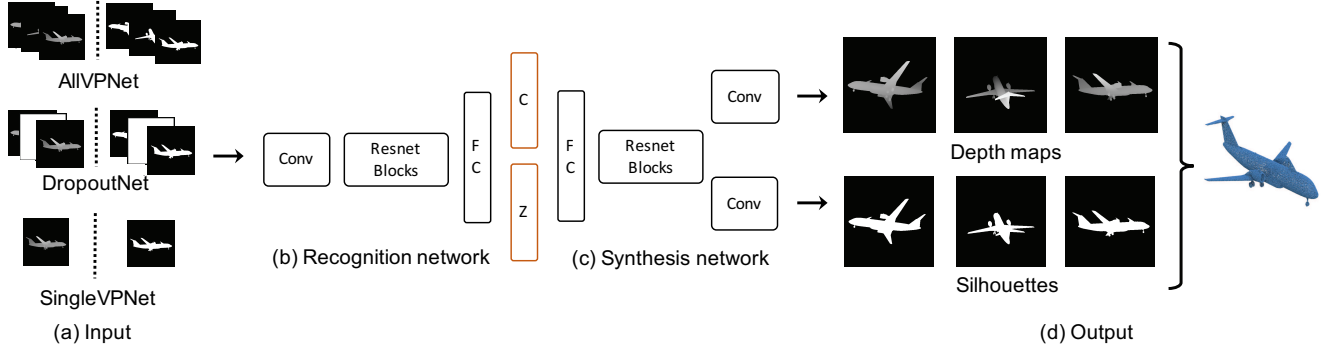 AllVPNet
DropoutNet
SingleVPNet
(a) Input
Conv
Resnet
Blocks
F
C
(b) Recognition network
C
Z
F
C
Resnet
Blocks
(c) Synthesis network
Conv
Conv
Depth maps
Silhouettes
(d) Output